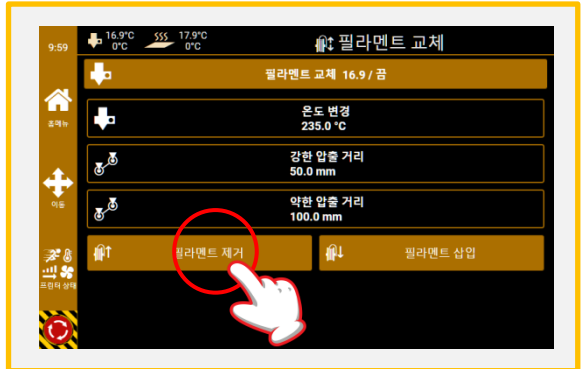 9:59
16.9°C
0°C
17.9°C
0°C
필라멘트 교체
필라멘트 교체 16.9 / 끔
홈메뉴
온도 변경
235.0 °C
강한 압출 거리
50.0 mm
이동
약한 압출 거리
100.0 mm
필라멘트 제거
필라멘트 삽입
프린터 상태